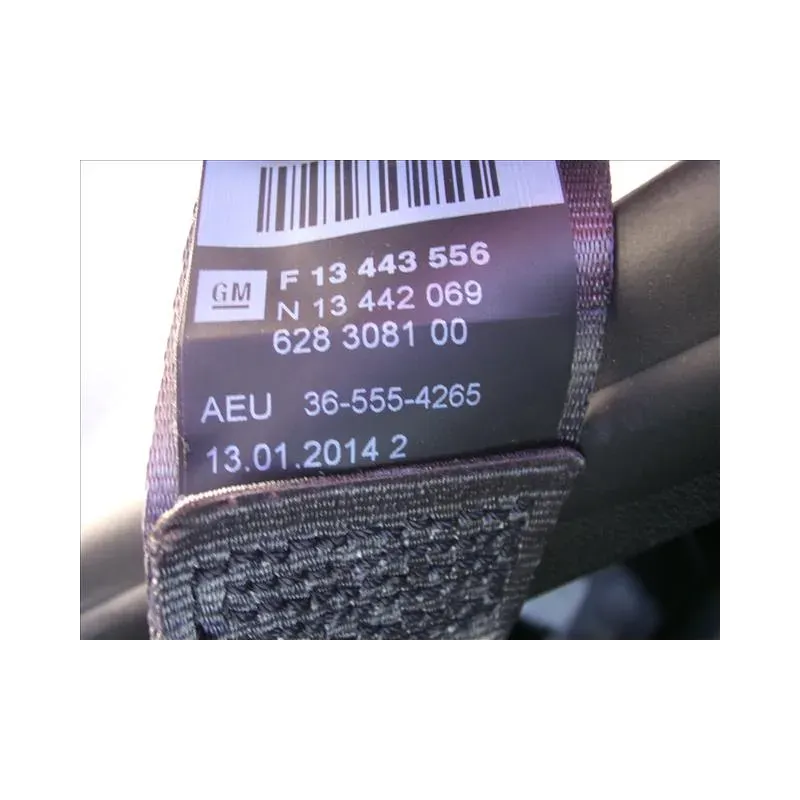 F 13 443 556
GM
N 13 442 069
628 3081 00
AEU 36-555-4265
13.01.2014 2